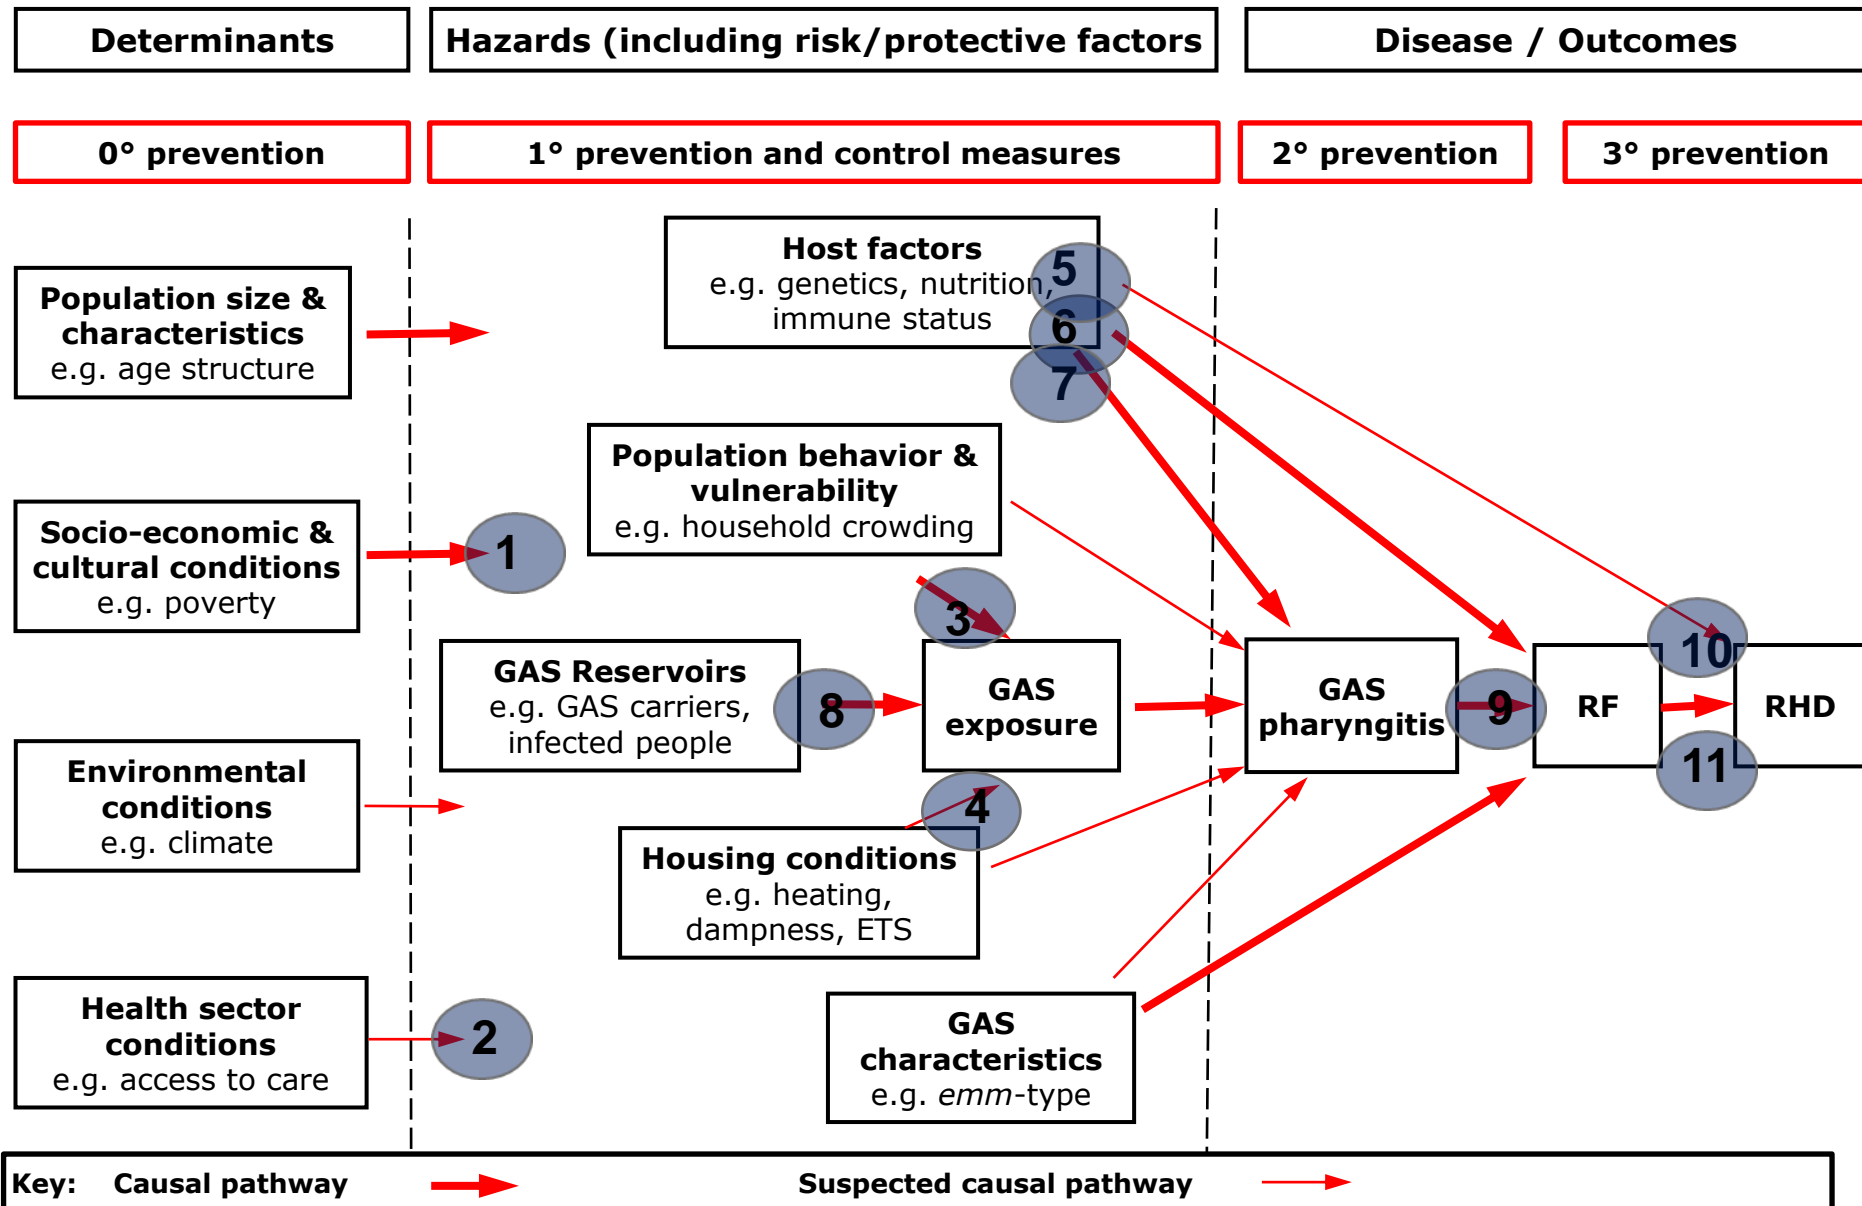 Determinants
Hazards (including risk/protective factors
Disease / Outcomes
0° prevention
1° prevention and control measures
2° prevention
3° prevention
Population size &
characteristics
e.g. age structure
Socio-economic &
cultural conditions
e.g. poverty
Environmental
conditions
e.g. climate
Health sector
conditions
e.g. access to care
1
2
Host factors
e.g. genetics, nutrition,
immune status
5
6
7
Population behavior &
vulnerability
e.g. household crowding
3
GAS Reservoirs
e.g. GAS carriers,
infected people
8
GAS
exposure
4
Housing conditions
e.g. heating,
dampness, ETS
GAS
characteristics
e.g. emm-type
GAS
pharyngitis
9
RF
10
11
RHD
Key: Causal pathway
Suspected causal pathway